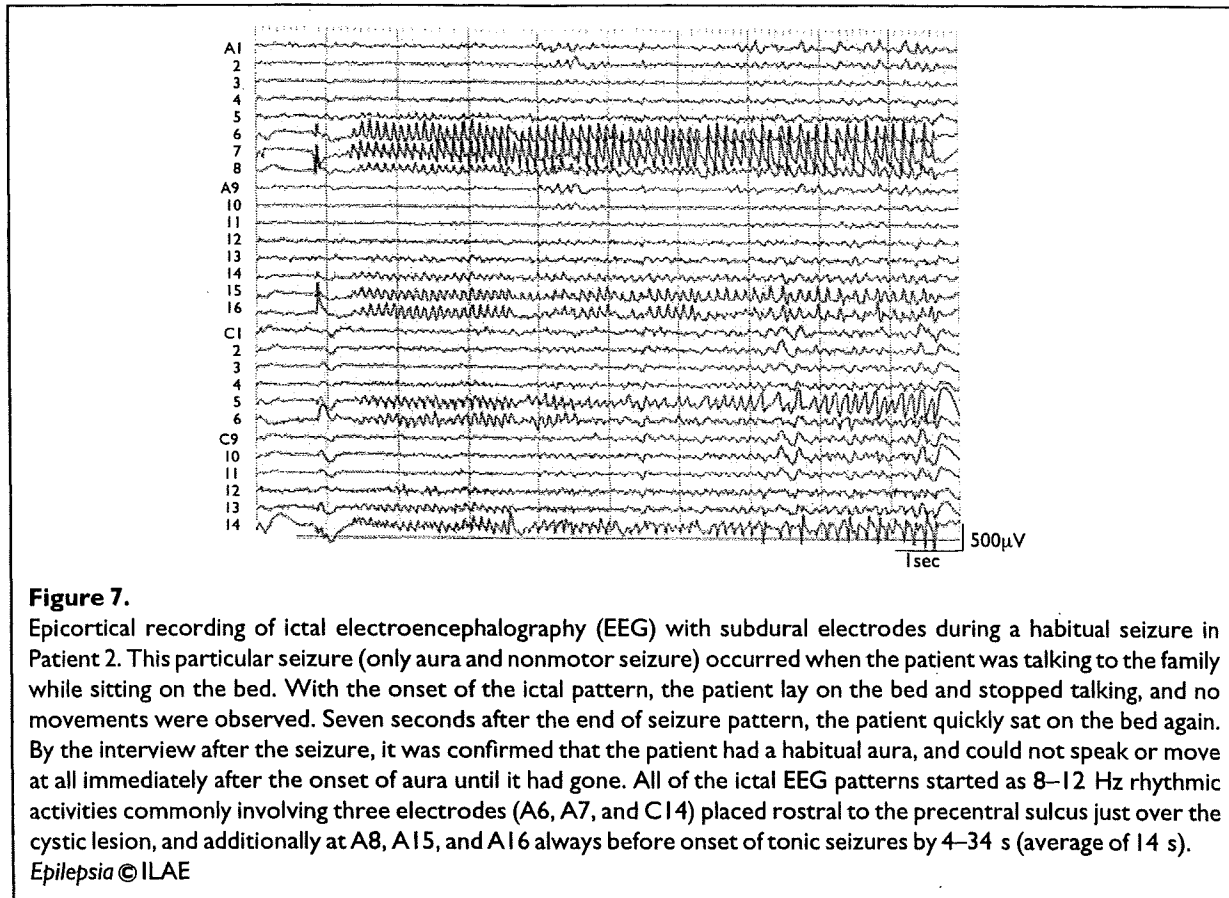 A1
2
3
4
5
6
7
8
A9
10
11
12
13
14
15
16
C1
2
3
4
5
6
C9
10
11
12
13
14
500μV
1sec
Figure 7.
Epicortical recording of ictal electroencephalography (EEG) with subdural electrodes during a habitual seizure in
Patient 2. This particular seizure (only aura and nonmotor seizure) occurred when the patient was talking to the family
while sitting on the bed. With the onset of the ictal pattern, the patient lay on the bed and stopped talking, and no
movements were observed. Seven seconds after the end of seizure pattern, the patient quickly sat on the bed again.
By the interview after the seizure, it was confirmed that the patient had a habitual aura, and could not speak or move
at all immediately after the onset of aura until it had gone. All of the ictal EEG patterns started as 8–12 Hz rhythmic
activities commonly involving three electrodes (A6, A7, and C14) placed rostral to the precentral sulcus just over the
cystic lesion, and additionally at A8, A15, and A16 always before onset of tonic seizures by 4–34 s (average of 14 s).
Epilepsia © ILAE